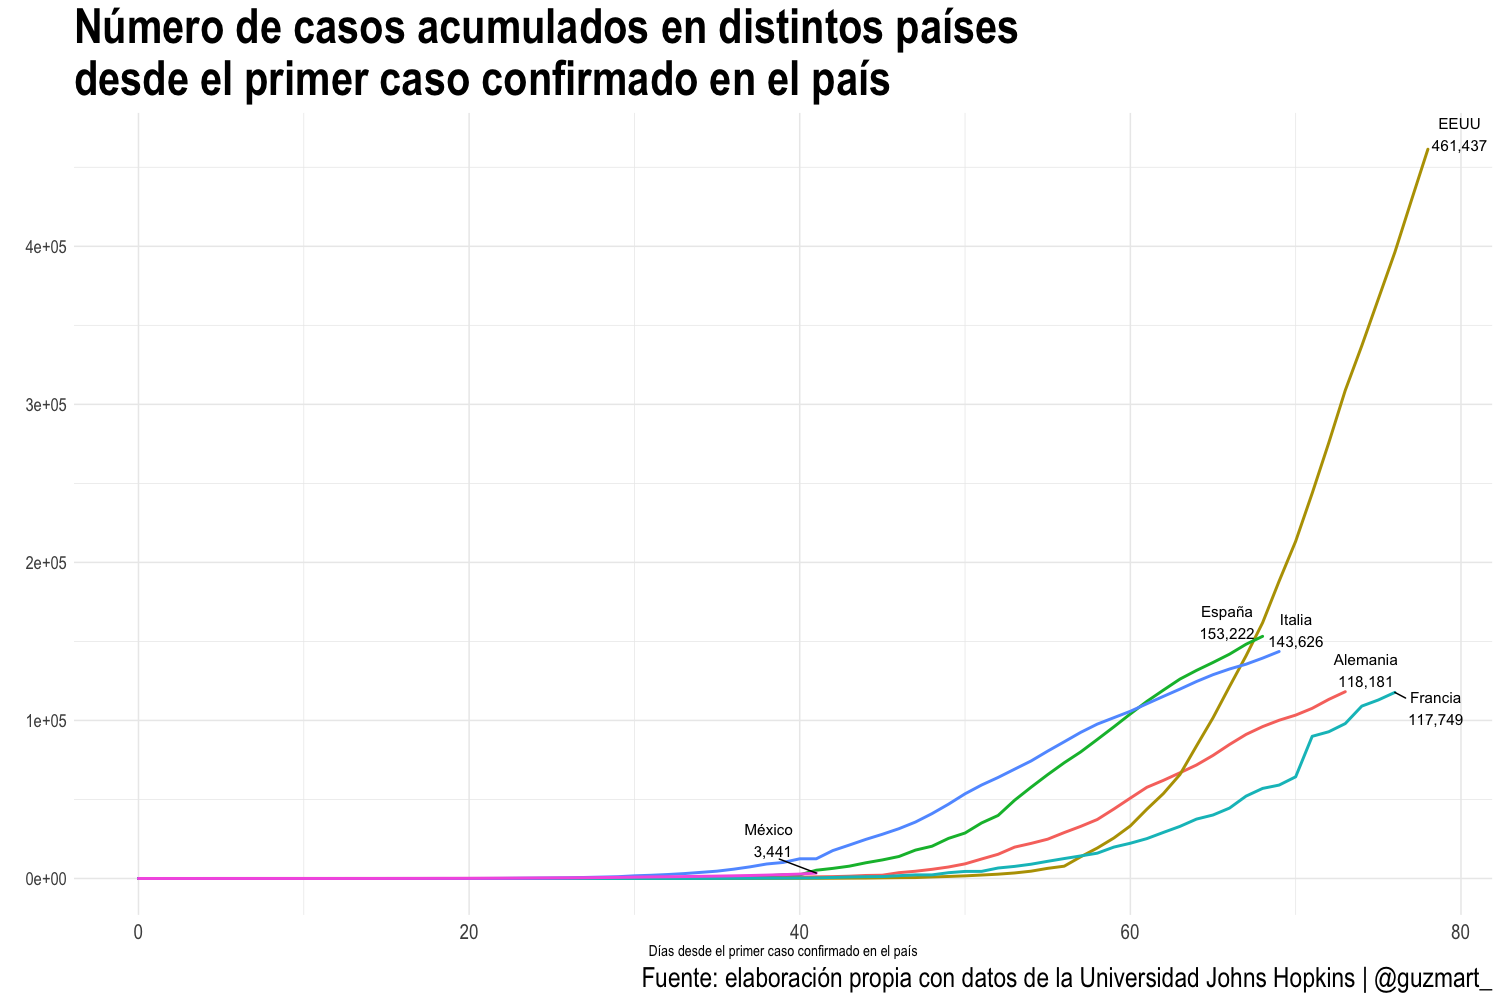 Número de casos acumulados en distintos países
desde el primer caso confirmado en el país
EEUU
461,437
4e+05
3e+05
2e+05
España
153,222
Italia
143,626
Alemania
118,181
Francia
117,749
1e+05
México
3,441
0e+00
0 20 40 60 80
Días desde el primer caso confirmado en el país
Fuente: elaboración propia con datos de la Universidad Johns Hopkins | @guzmart_